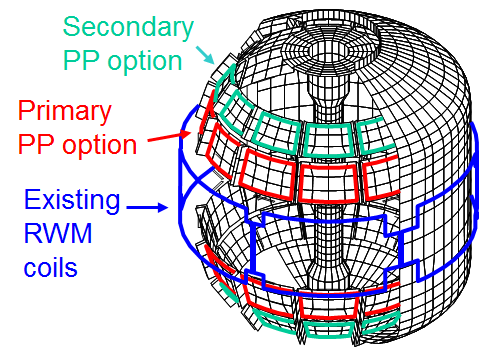 Secondary
PP option
Primary
PP option
Existing
RWM
coils